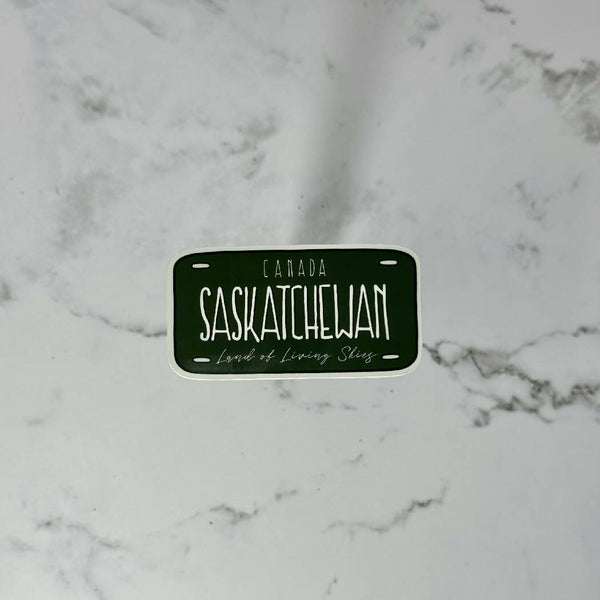 CANADA
SASKATCHEWAN
Land of Living Skies